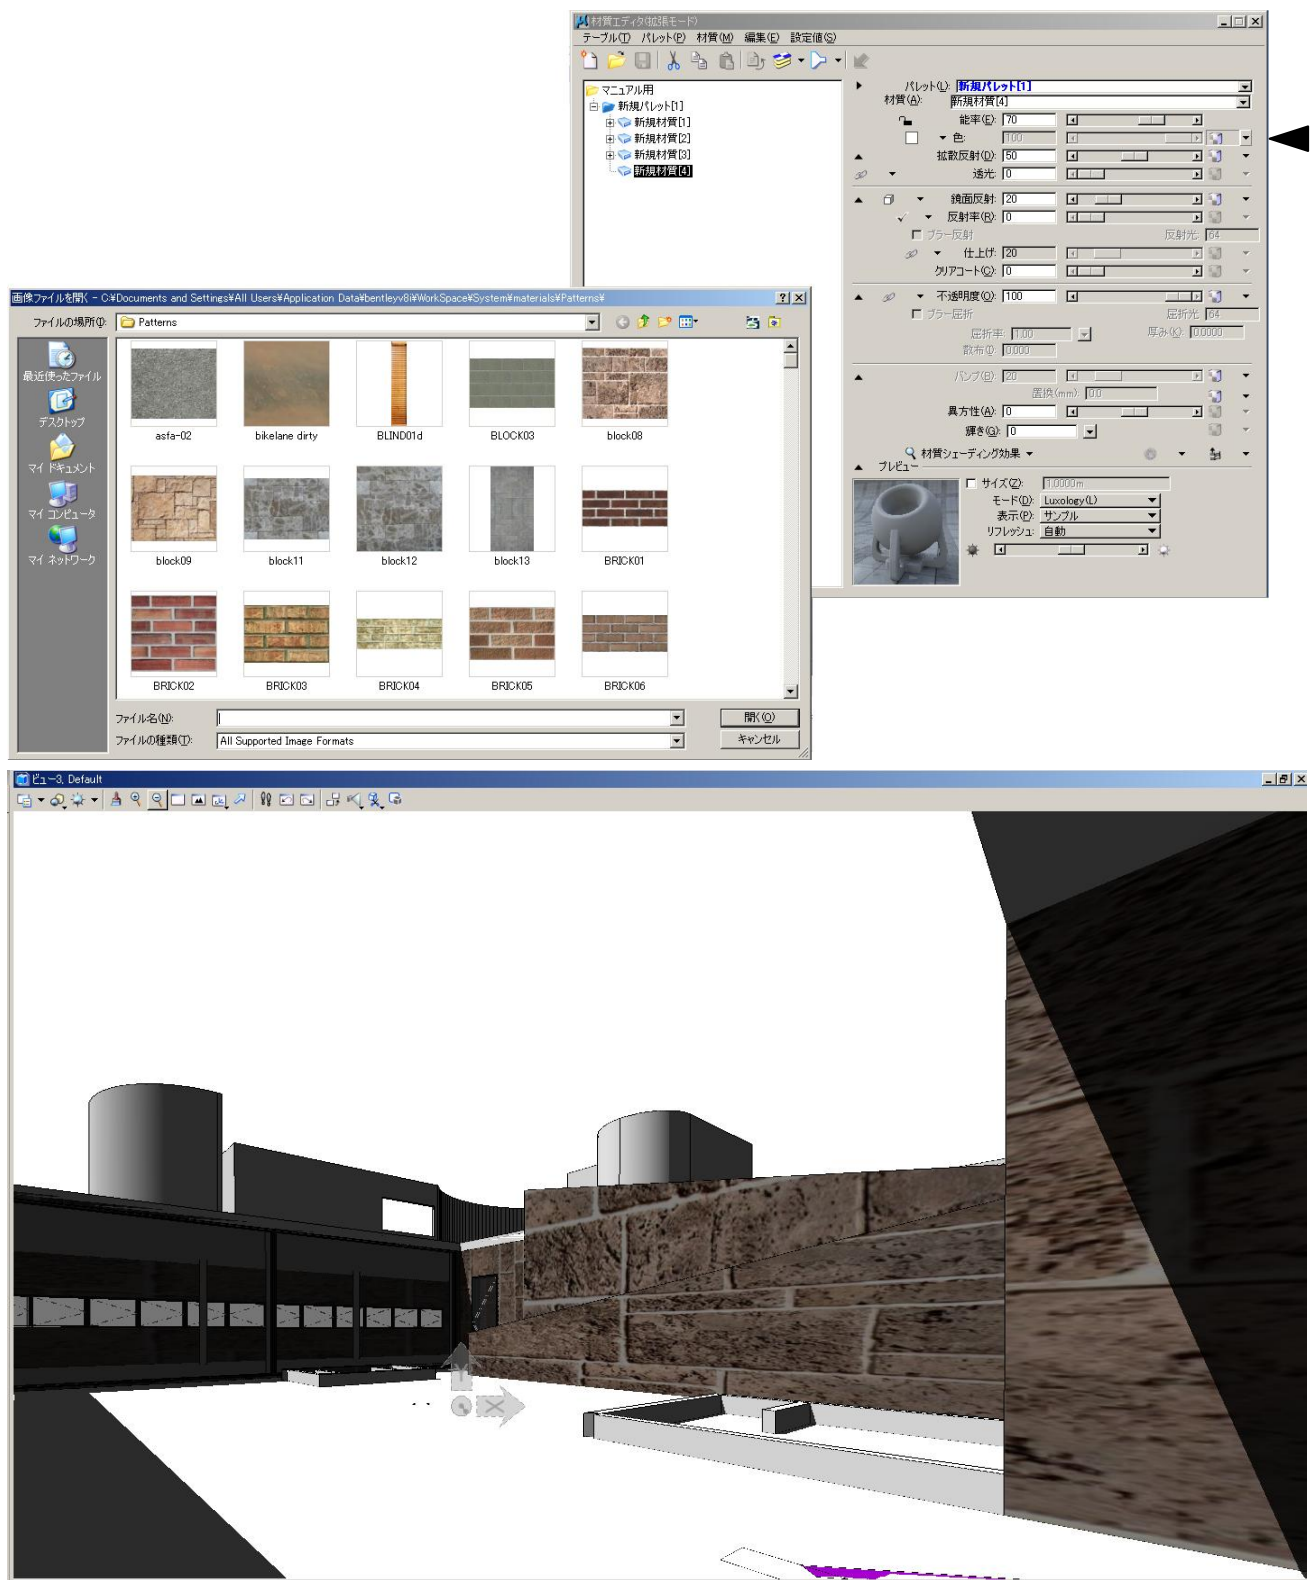 材質エディタ(拡張モード)
テーブル(T) パレット(P) 材質(M) 編集(E) 設定値(S)
マニュアル用
新規パレット[1]
新規材質[1]
新規材質[2]
新規材質[3]
新規材質[4]
パレット(L): 新規パレット[1]
材質(A): 新規材質[4]
能率(E): 70
色: 100
拡散反射(D): 50
透光: 0
鏡面反射: 20
反射率(R): 0
ブラー反射 反射光: 64
仕上げ: 20
クリアコート(C): 0
不透明度(O): 100
ブラー屈折 屈折光: 64
屈折率: 1.00 厚み(K): 0.0000
散布(I): 0.000
バンプ(B): 20
置換(mm): 0.0
異方性(A): 0
輝き(G): 0
材質シェーディング効果
プレビュー
サイズ(Z): 1.0000m
モード(D): Luxology(L)
表示(P): サンプル
リフレッシュ: 自動
画像ファイルを開く - C:¥Documents and Settings¥All Users¥Application Data¥bentleyv8i¥WorkSpace¥System¥materials¥Patterns¥
ファイルの場所(I): Patterns
最近使ったファイル
デスクトップ
マイ ドキュメント
マイ コンピュータ
マイ ネットワーク
asfa-02 bikelane dirty BLIND01d BLOCK03 block08
block09 block11 block12 block13 BRICK01
BRICK02 BRICK03 BRICK04 BRICK05 BRICK06
ファイル名(N): 開く(O)
ファイルの種類(T): All Supported Image Formats キャンセル
ビュー3, Default
Y
X